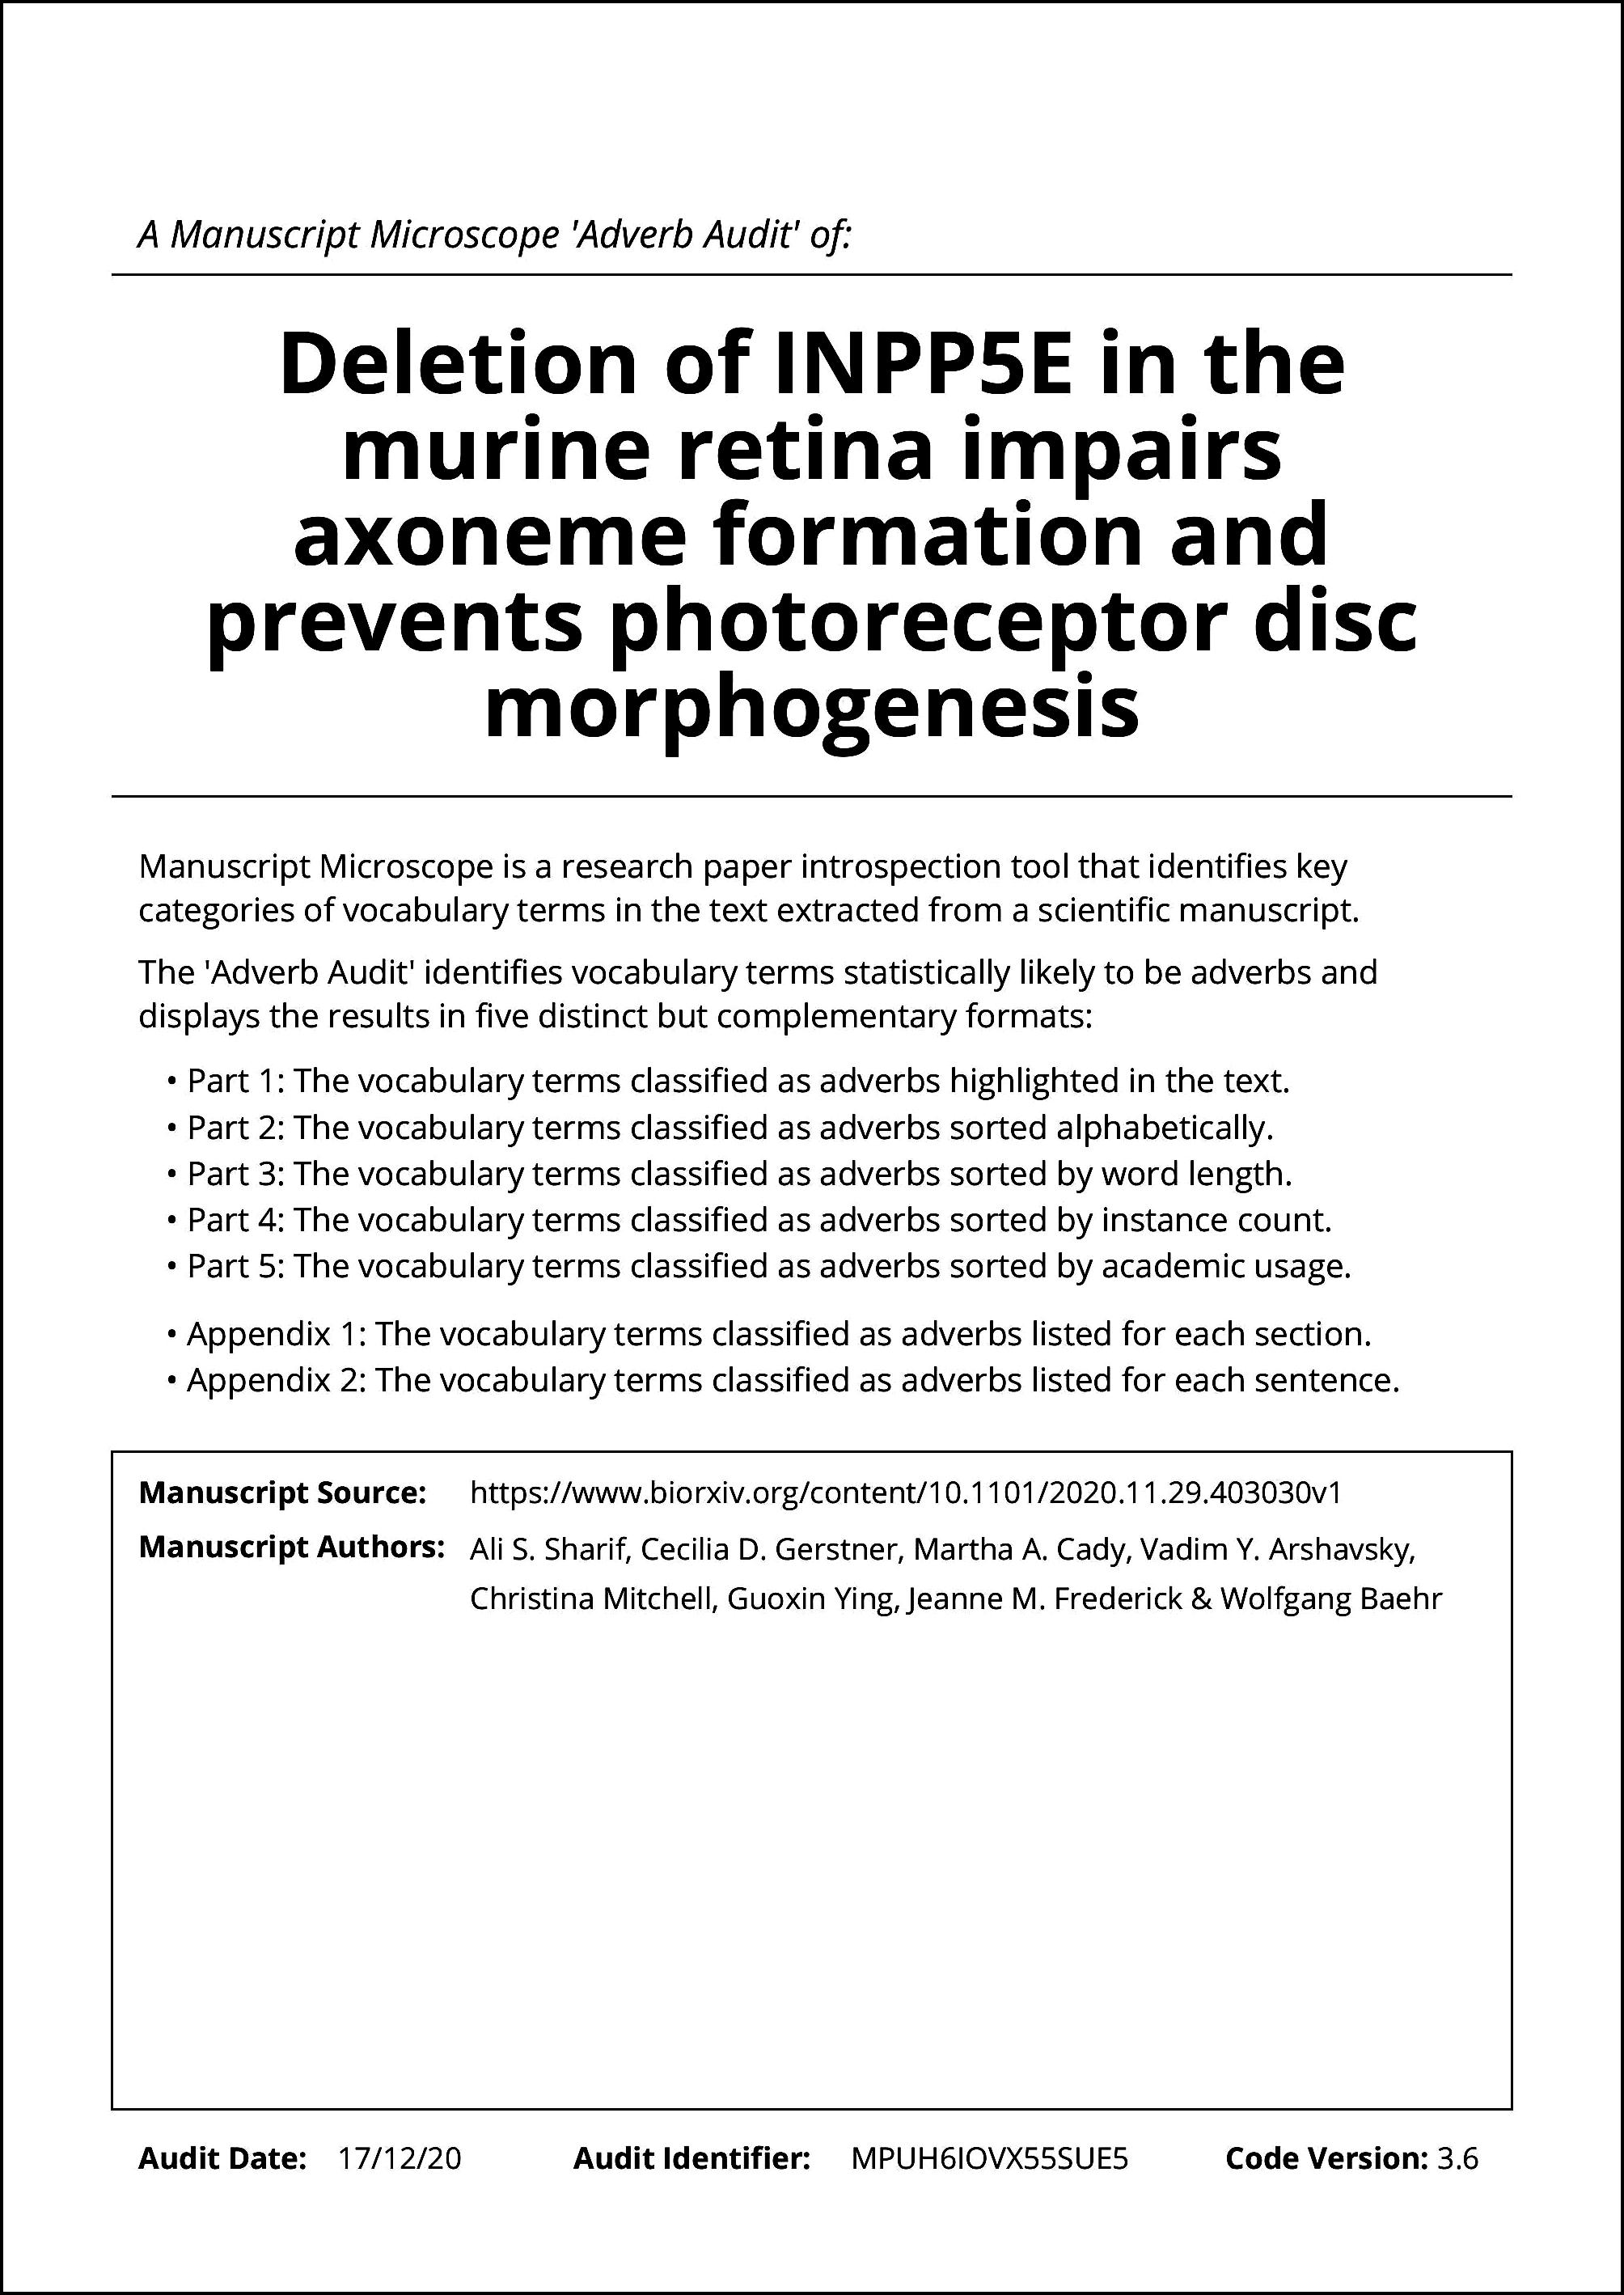 A Manuscript Microscope 'Adverb Audit' of:
Deletion of INPP5E in the
murine retina impairs
axoneme formation and
prevents photoreceptor disc
morphogenesis
Manuscript Microscope is a research paper introspection tool that identifies key
categories of vocabulary terms in the text extracted from a scientific manuscript.
The 'Adverb Audit' identifies vocabulary terms statistically likely to be adverbs and
displays the results in five distinct but complementary formats:
• Part 1: The vocabulary terms classified as adverbs highlighted in the text.
• Part 2: The vocabulary terms classified as adverbs sorted alphabetically.
• Part 3: The vocabulary terms classified as adverbs sorted by word length.
• Part 4: The vocabulary terms classified as adverbs sorted by instance count.
• Part 5: The vocabulary terms classified as adverbs sorted by academic usage.
• Appendix 1: The vocabulary terms classified as adverbs listed for each section.
• Appendix 2: The vocabulary terms classified as adverbs listed for each sentence.
Manuscript Source: https://www.biorxiv.org/content/10.1101/2020.11.29.403030v1
Manuscript Authors: Ali S. Sharif, Cecilia D. Gerstner, Martha A. Cady, Vadim Y. Arshavsky,
Christina Mitchell, Guoxin Ying, Jeanne M. Frederick & Wolfgang Baehr
Audit Date: 17/12/20 Audit Identifier: MPUH6IOVX55SUE5 Code Version: 3.6